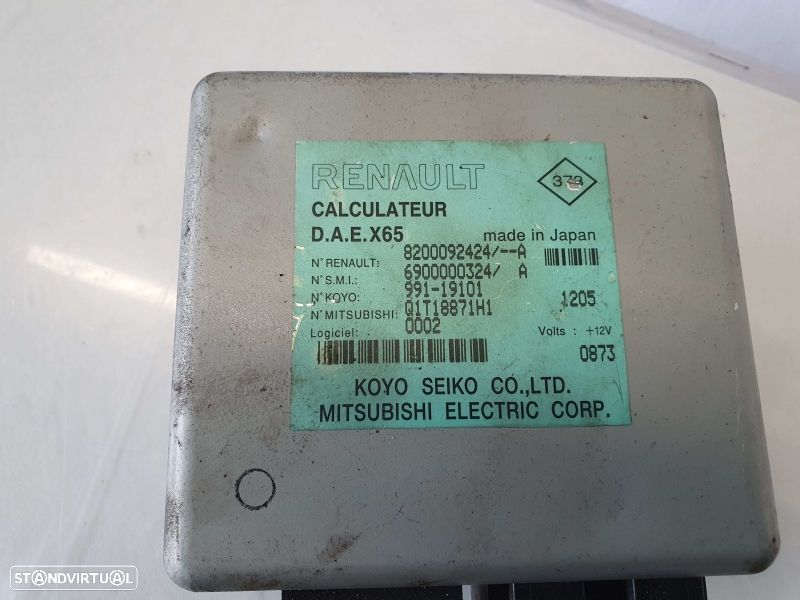 RENAULT
CALCULATEUR
D.A.E.X65 made in Japan
N° RENAULT: 8200092424/--A
N° S.M.I.: 6900000324/ A
N° KOYO: 991-19101
N° MITSUBISHI: Q1T18871H1 1205
Logiciel: 0002 Volts : +12V
0873
KOYO SEIKO CO.,LTD.
MITSUBISHI ELECTRIC CORP.
STANDVIRTUAL